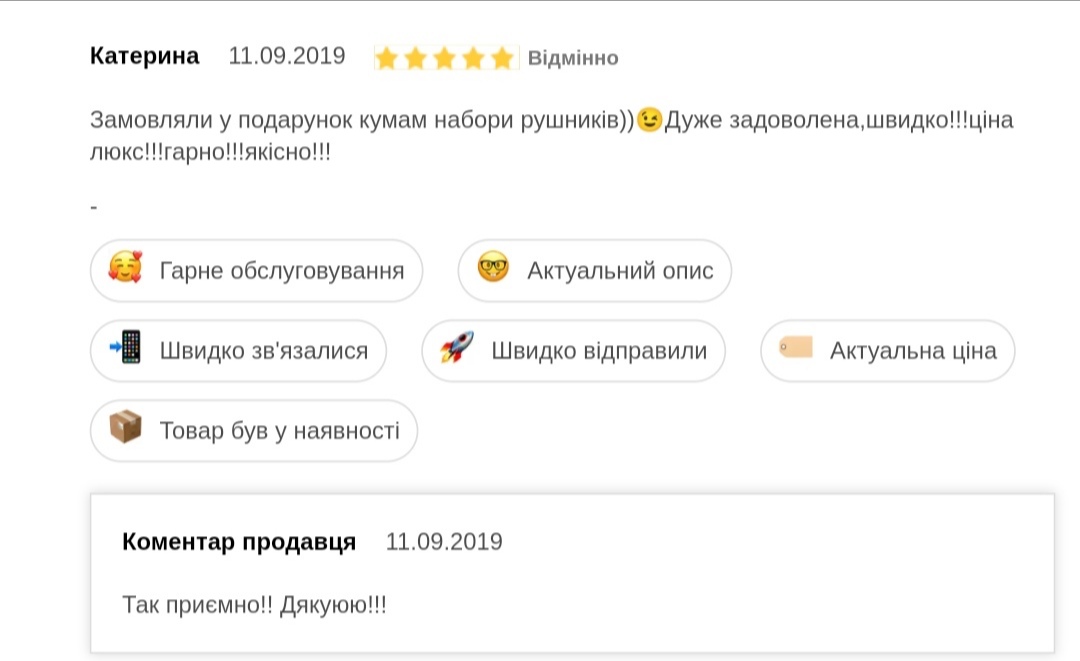 Катерина 11.09.2019 Відмінно
Замовляли у подарунок кумам набори рушників))😉Дуже задоволена,швидко!!!ціна
люкс!!!гарно!!!якісно!!!
-
Гарне обслуговування Актуальний опис
Швидко зв'язалися Швидко відправили Актуальна ціна
Товар був у наявності
Коментар продавця 11.09.2019
Так приємно!! Дякуюю!!!